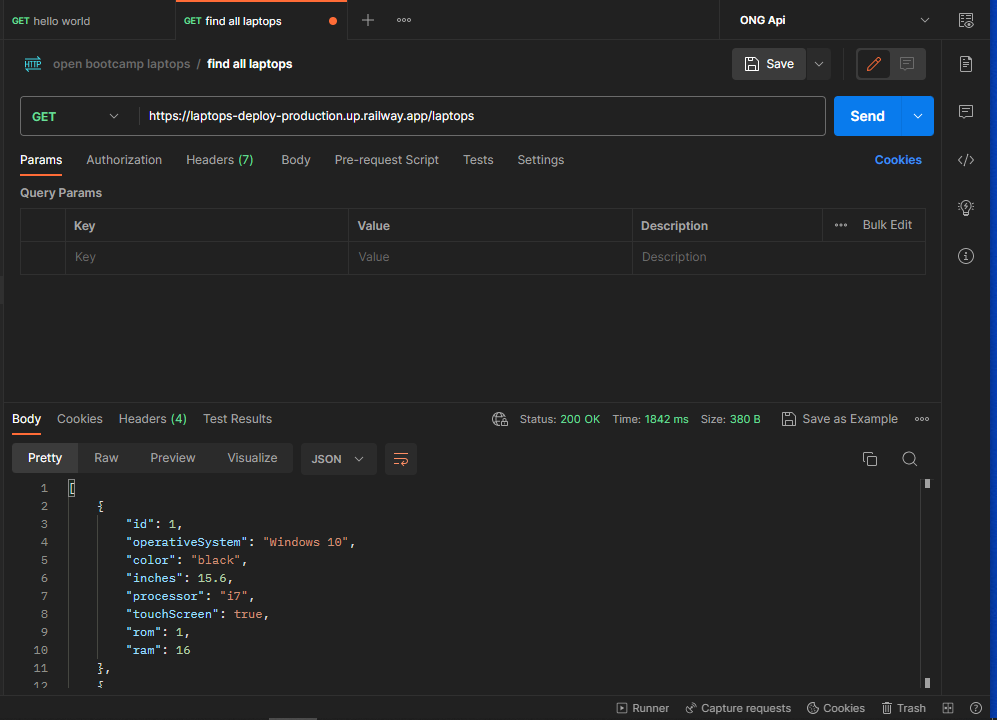 GET hello world
GET find all laptops
ONG Api
HTTP open bootcamp laptops / find all laptops
Save
GET https://laptops-deploy-production.up.railway.app/laptops
Send
Params Authorization Headers (7) Body Pre-request Script Tests Settings Cookies
Query Params
Key Value Description Bulk Edit
Key Value Description
Body Cookies Headers (4) Test Results Status: 200 OK Time: 1842 ms Size: 380 B Save as Example
Pretty Raw Preview Visualize JSON
1 [
2 {
3 "id": 1,
4 "operativeSystem": "Windows 10",
5 "color": "black",
6 "inches": 15.6,
7 "processor": "i7",
8 "touchScreen": true,
9 "rom": 1,
10 "ram": 16
11 },
12 {
Runner Capture requests Cookies Trash